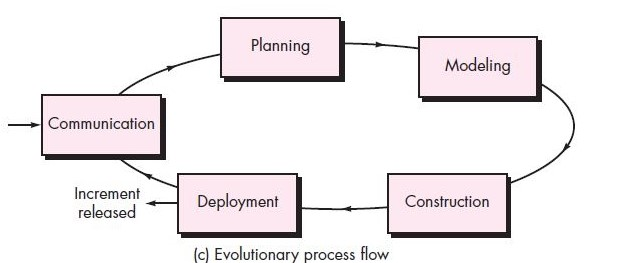 Planning
Modeling
Communication
Increment
released
Deployment
Construction
(c) Evolutionary process flow